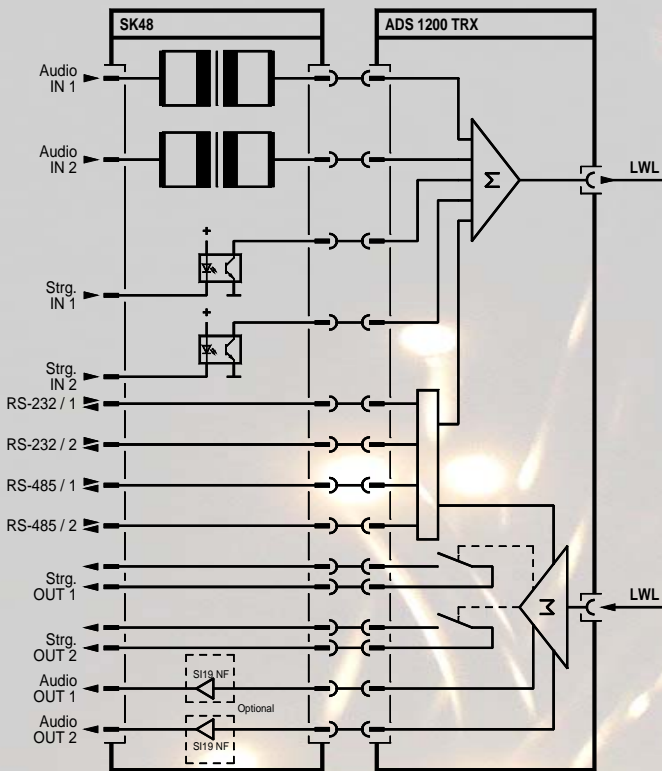 SK48
ADS 1200 TRX
Audio
IN 1
Audio
IN 2
Σ
LWL
+
Strg.
IN 1
+
Strg.
IN 2
RS-232 / 1
RS-232 / 2
RS-485 / 1
RS-485 / 2
Strg.
OUT 1
Σ
LWL
Strg.
OUT 2
SI19 NF
Audio
OUT 1
Optional
Audio
OUT 2
SI19 NF